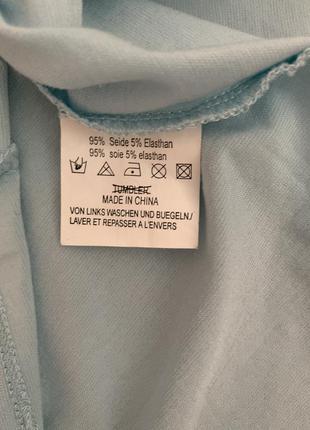 95% Seide 5% Elasthan
95% soie 5% elasthan
TUMBLER
MADE IN CHINA
VON LINKS WASCHEN UND BUEGELN./
LAVER ET REPASSER A L'ENVERS